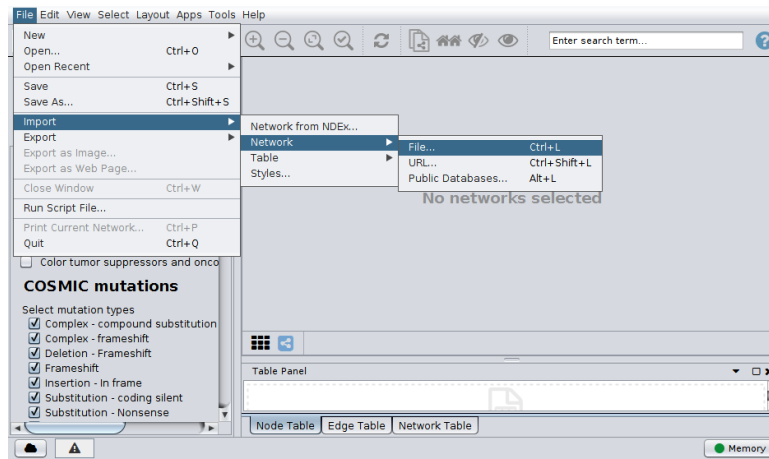 File Edit View Select Layout Apps Tools Help
Enter search term...
New
Open... Ctrl+O
Open Recent
Save Ctrl+S
Save As... Ctrl+Shift+S
Import
Export
Export as Image...
Export as Web Page...
Close Window Ctrl+W
Run Script File...
Print Current Network... Ctrl+P
Quit Ctrl+Q
Network from NDEx...
Network
Table
Styles...
File... Ctrl+L
URL... Ctrl+Shift+L
Public Databases... Alt+L
No networks selected
Color tumor suppressors and onco
COSMIC mutations
Select mutation types
Complex - compound substitution
Complex - frameshift
Deletion - Frameshift
Frameshift
Insertion - In frame
Substitution - coding silent
Substitution - Nonsense
Table Panel
Node Table Edge Table Network Table
Memory